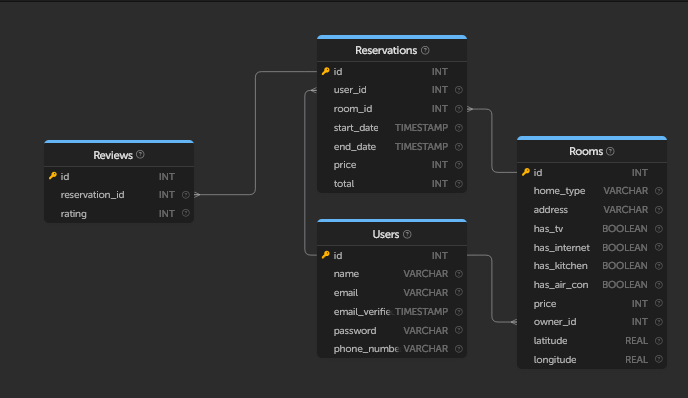 Reservations
id INT
user_id INT
room_id INT
start_date TIMESTAMP
end_date TIMESTAMP
price INT
total INT
Reviews
id INT
reservation_id INT
rating INT
Rooms
id INT
home_type VARCHAR
address VARCHAR
has_tv BOOLEAN
has_internet BOOLEAN
has_kitchen BOOLEAN
has_air_con BOOLEAN
price INT
owner_id INT
latitude REAL
longitude REAL
Users
id INT
name VARCHAR
email VARCHAR
email_verifie TIMESTAMP
password VARCHAR
phone_numbe VARCHAR